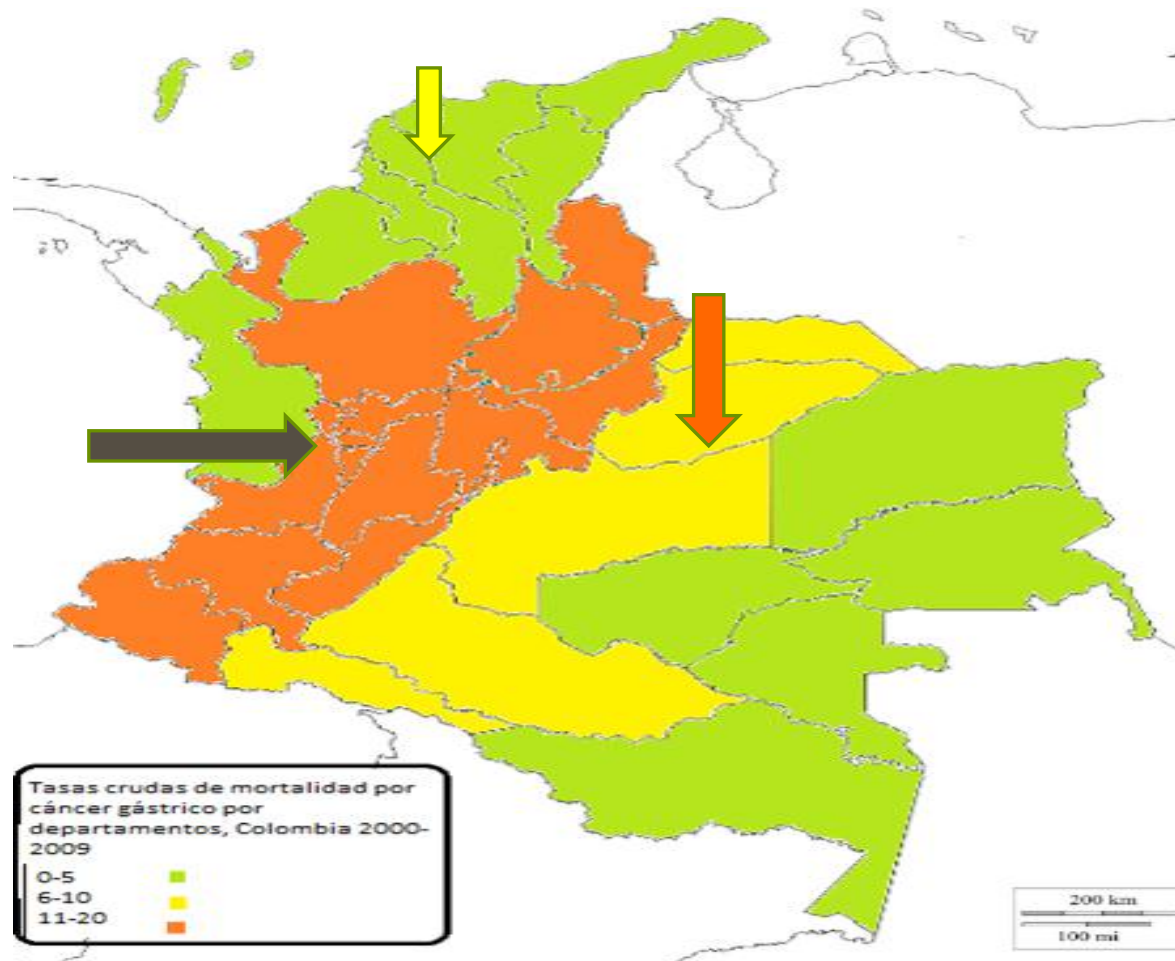 Tasas crudas de mortalidad por
cáncer gástrico por
departamentos, Colombia 2000-
2009
0-5
6-10
11-20
200 km
100 mi